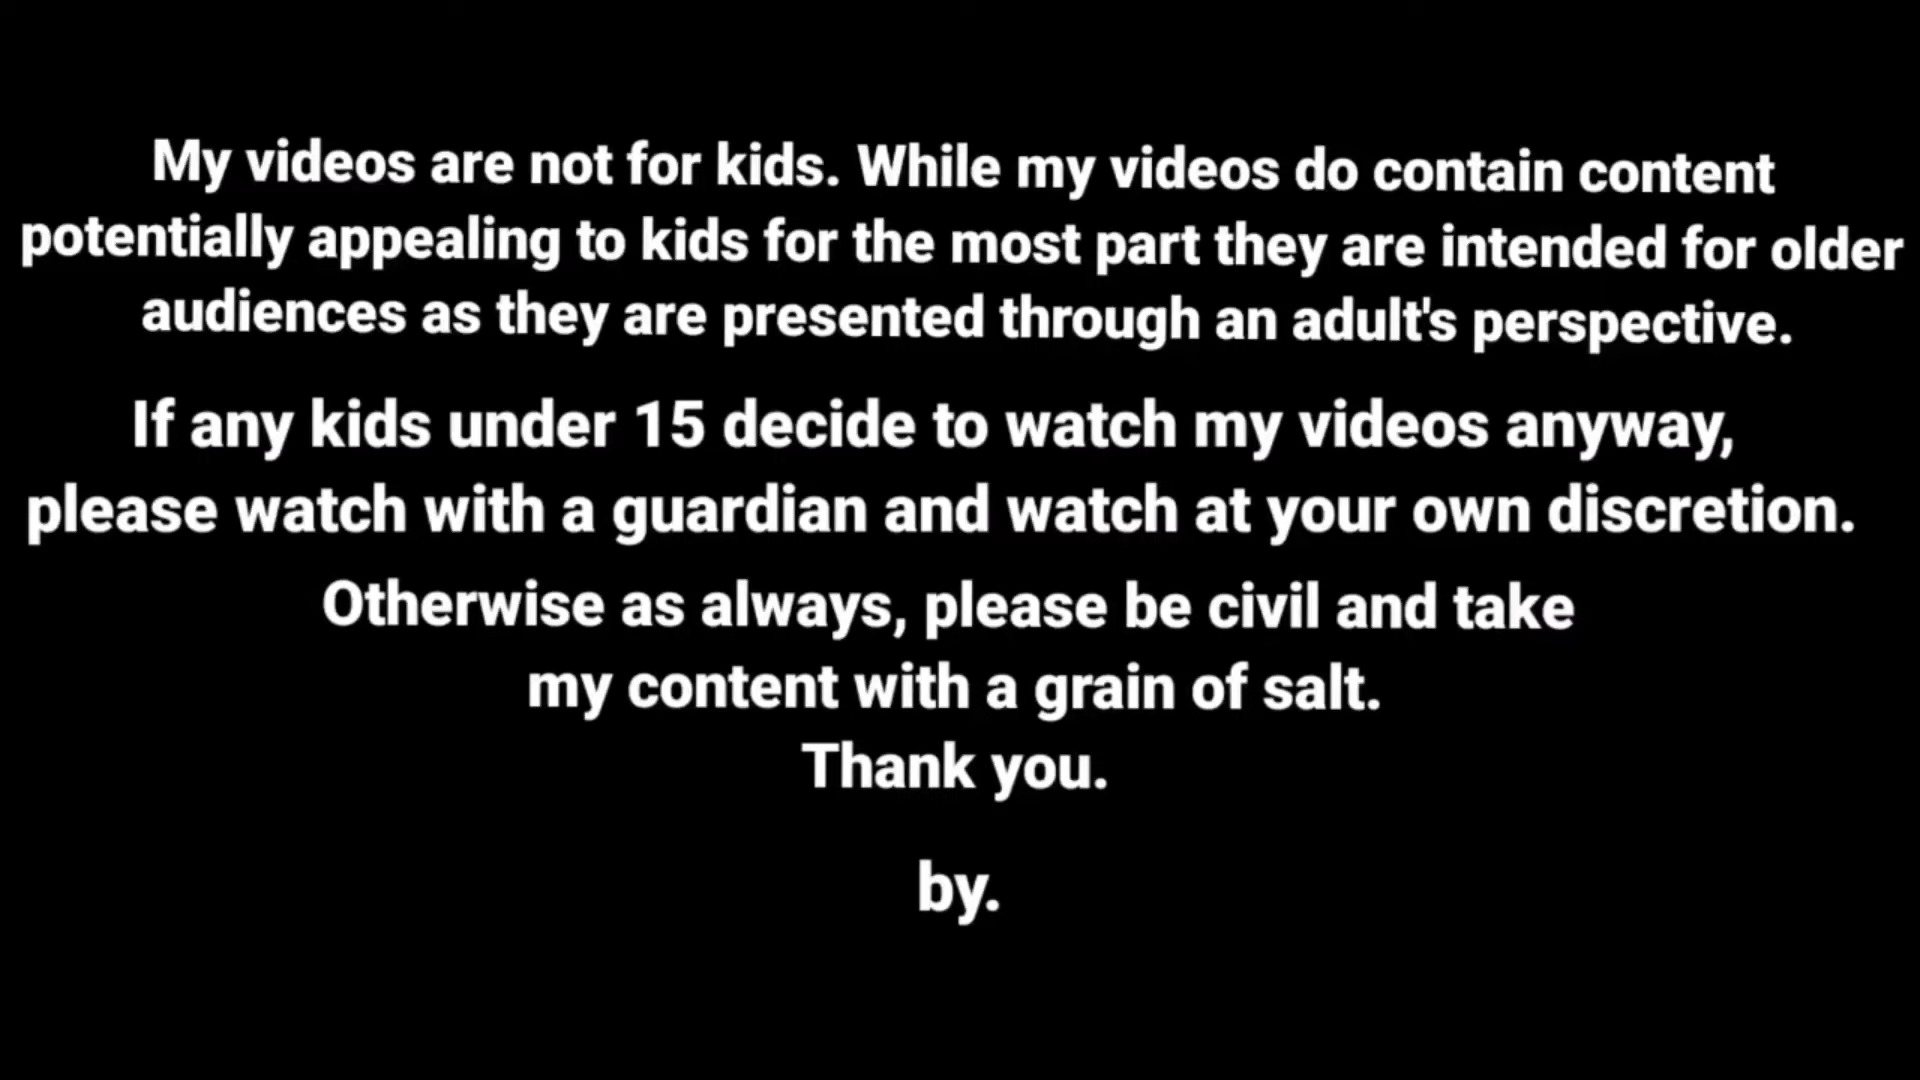 My videos are not for kids. While my videos do contain content
potentially appealing to kids for the most part they are intended for older
audiences as they are presented through an adult's perspective.
If any kids under 15 decide to watch my videos anyway,
please watch with a guardian and watch at your own discretion.
Otherwise as always, please be civil and take
my content with a grain of salt.
Thank you.
by.